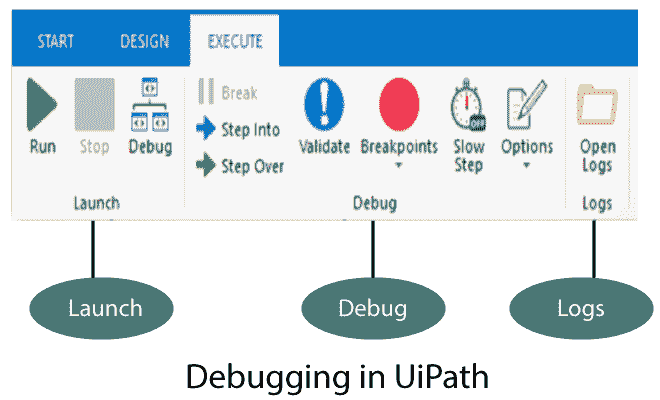 START DESIGN EXECUTE
Run Stop Debug
Break
Step Into
Step Over
Validate Breakpoints Slow Step Options
Off
Open Logs
Launch Debug Logs
Launch Debug Logs
Debugging in UiPath